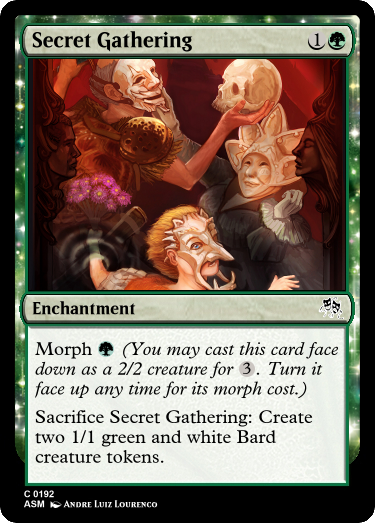 Secret Gathering 1
Enchantment
Morph (You may cast this card face
down as a 2/2 creature for 3. Turn it
face up any time for its morph cost.)
Sacrifice Secret Gathering: Create
two 1/1 green and white Bard
creature tokens.
C 0192
ASM Andre Luiz Lourenco